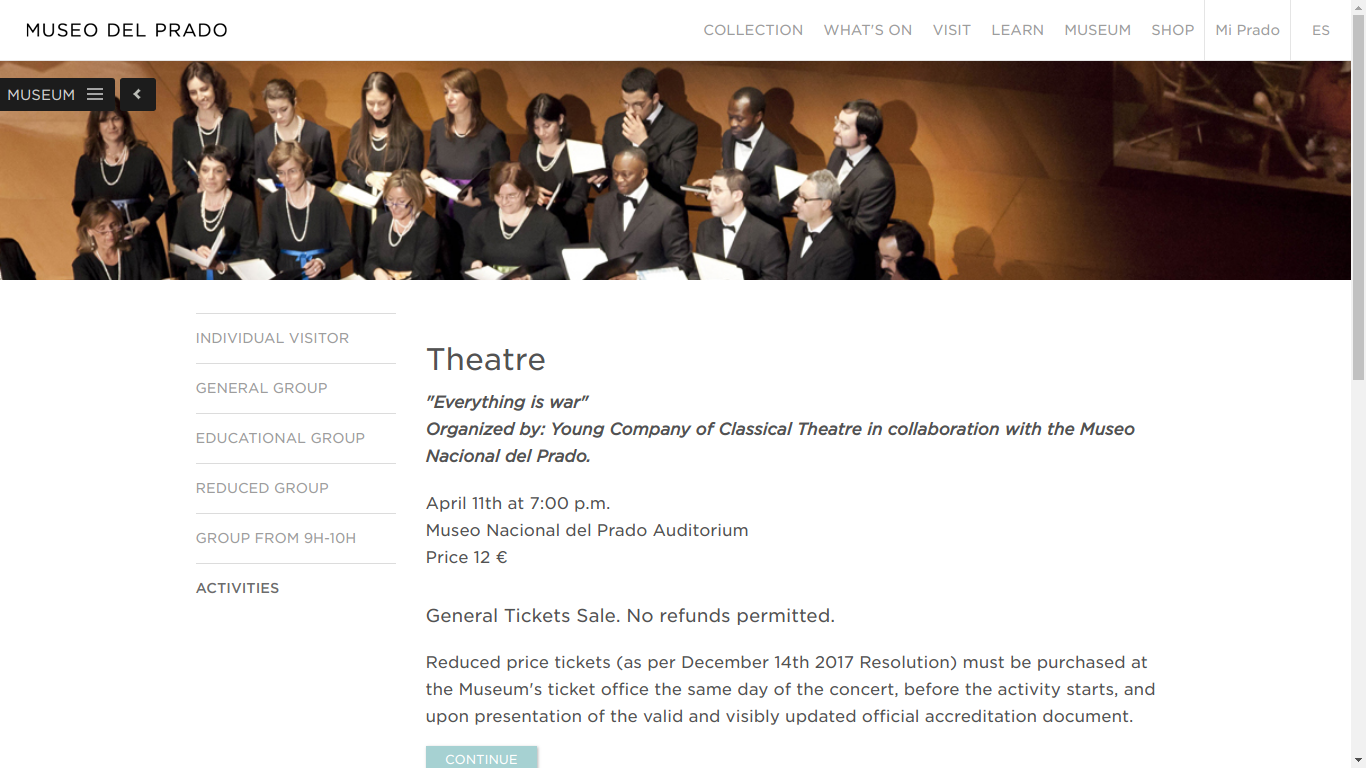 MUSEO DEL PRADO
COLLECTION WHAT'S ON VISIT LEARN MUSEUM SHOP Mi Prado ES
MUSEUM
INDIVIDUAL VISITOR
GENERAL GROUP
EDUCATIONAL GROUP
REDUCED GROUP
GROUP FROM 9H-10H
ACTIVITIES
Theatre
"Everything is war"
Organized by: Young Company of Classical Theatre in collaboration with the Museo
Nacional del Prado.
April 11th at 7:00 p.m.
Museo Nacional del Prado Auditorium
Price 12 €
General Tickets Sale. No refunds permitted.
Reduced price tickets (as per December 14th 2017 Resolution) must be purchased at
the Museum's ticket office the same day of the concert, before the activity starts, and
upon presentation of the valid and visibly updated official accreditation document.
CONTINUE